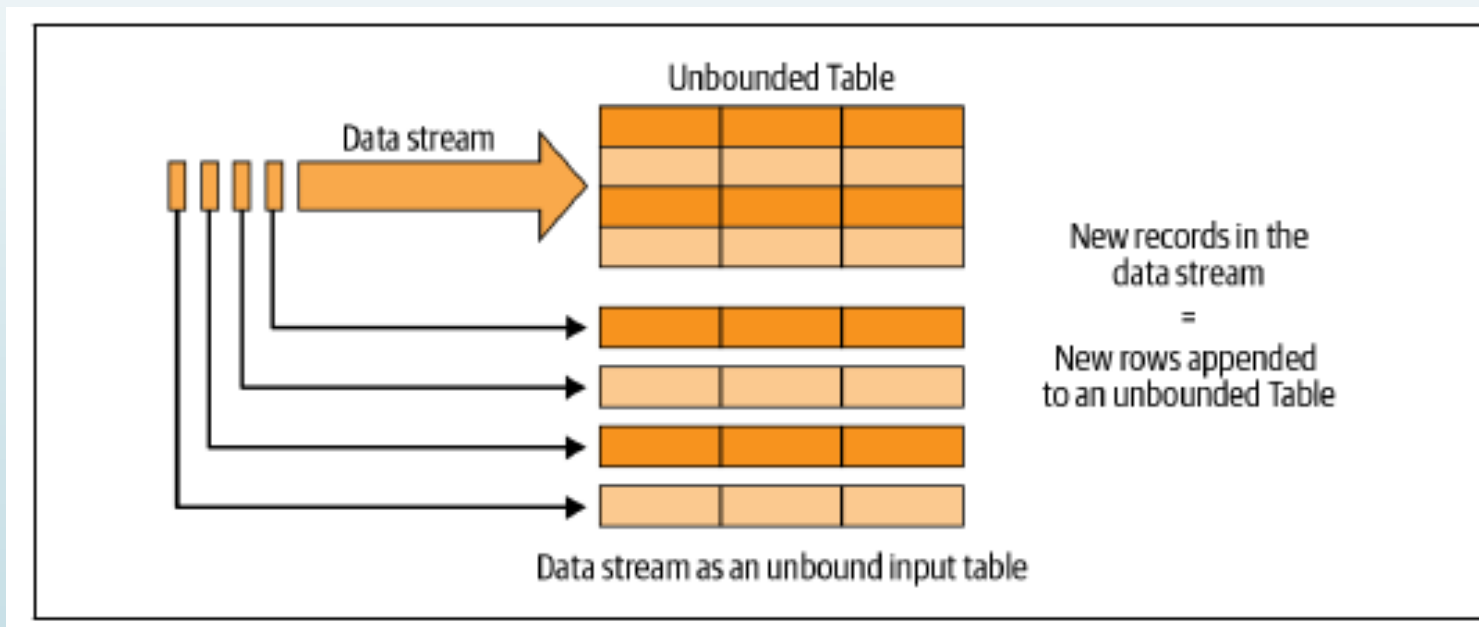 Unbounded Table
Data stream
New records in the
data stream
=
New rows appended
to an unbounded Table
Data stream as an unbound input table